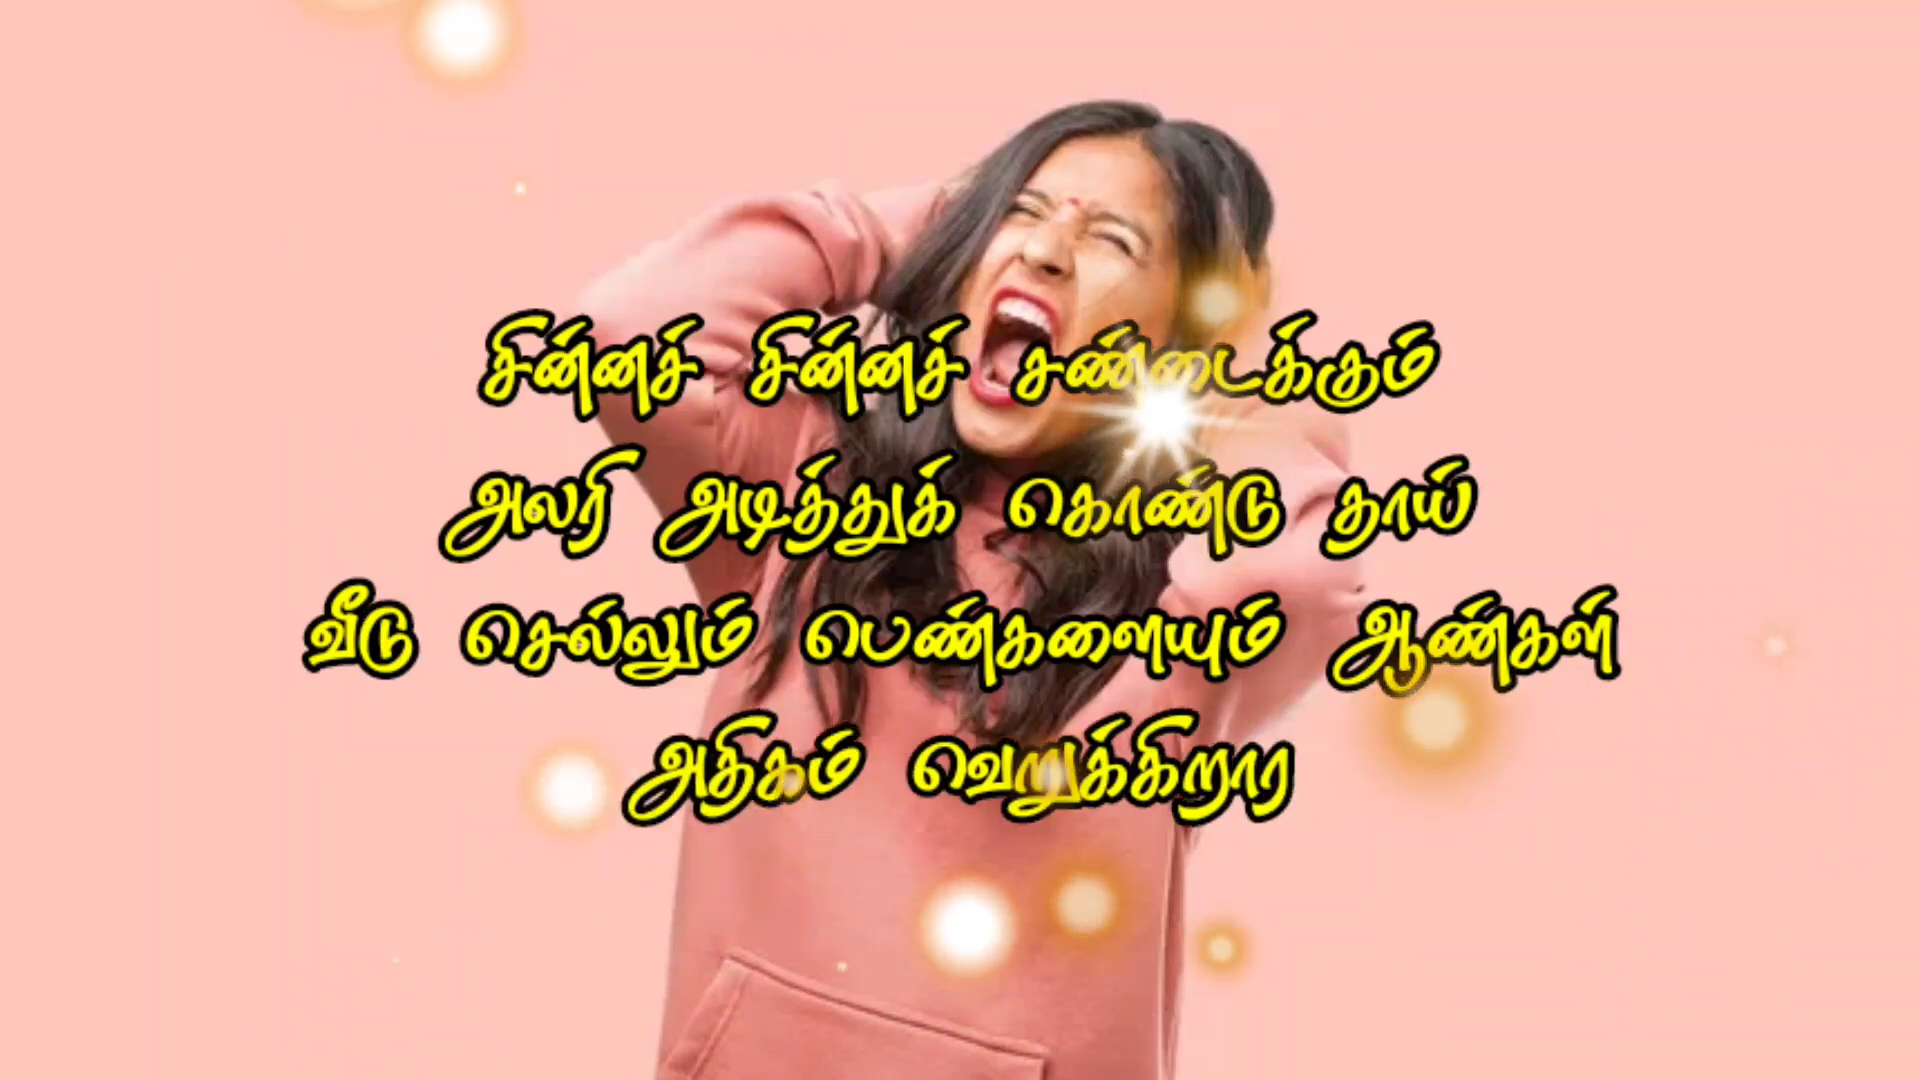 சின்னச் சின்னச் சண்டைக்கும்
அலரி அடித்துக் கொண்டு தாய்
வீடு செல்லும் பெண்களையும் ஆண்கள்
அதிகம் வெறுக்கிறார